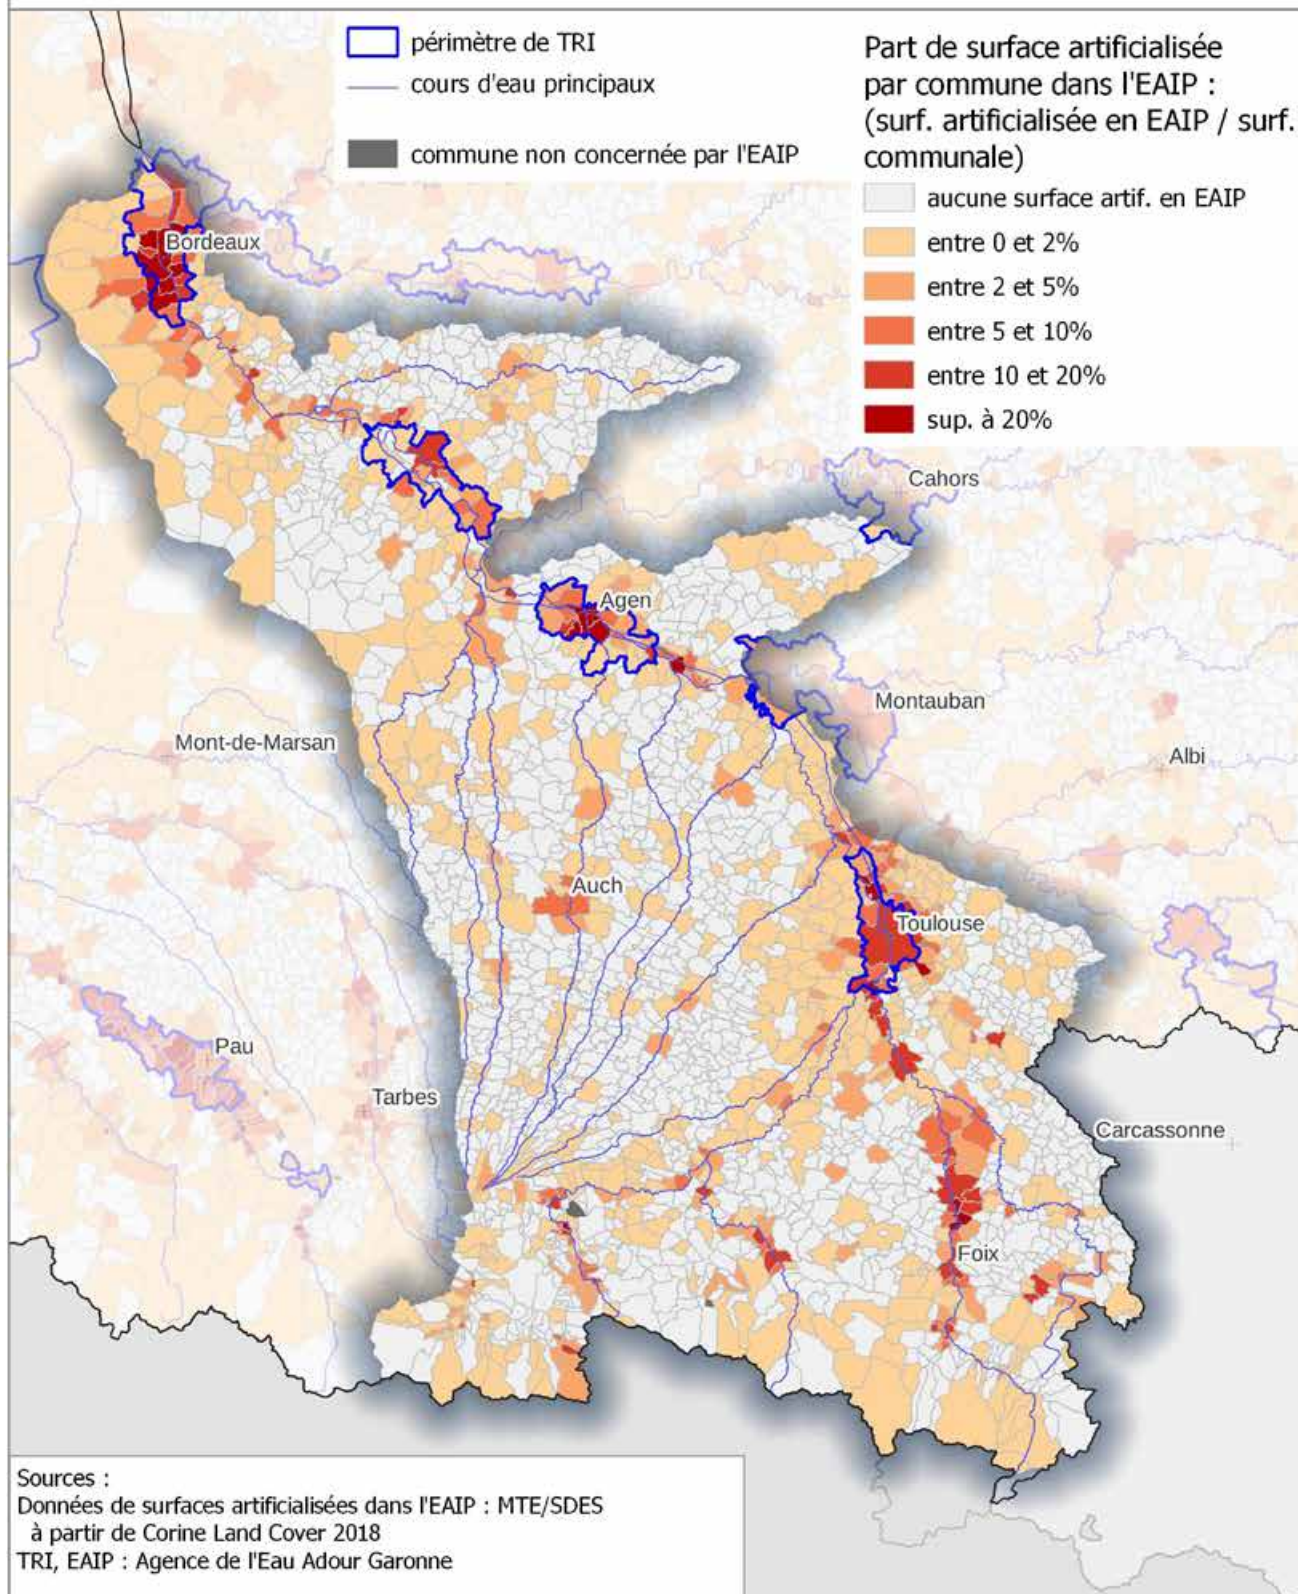 périmètre de TRI
cours d'eau principaux
commune non concernée par l'EAIP
Part de surface artificialisée
par commune dans l'EAIP :
(surf. artificialisée en EAIP / surf.
communale)
aucune surface artif. en EAIP
entre 0 et 2%
entre 2 et 5%
entre 5 et 10%
entre 10 et 20%
sup. à 20%
Bordeaux
Cahors
Agen
Montauban
Mont-de-Marsan
Albi
Auch
Toulouse
Pau
Tarbes
Carcassonne
Foix
Sources :
Données de surfaces artificialisées dans l'EAIP : MTE/SDES
à partir de Corine Land Cover 2018
TRI, EAIP : Agence de l'Eau Adour Garonne